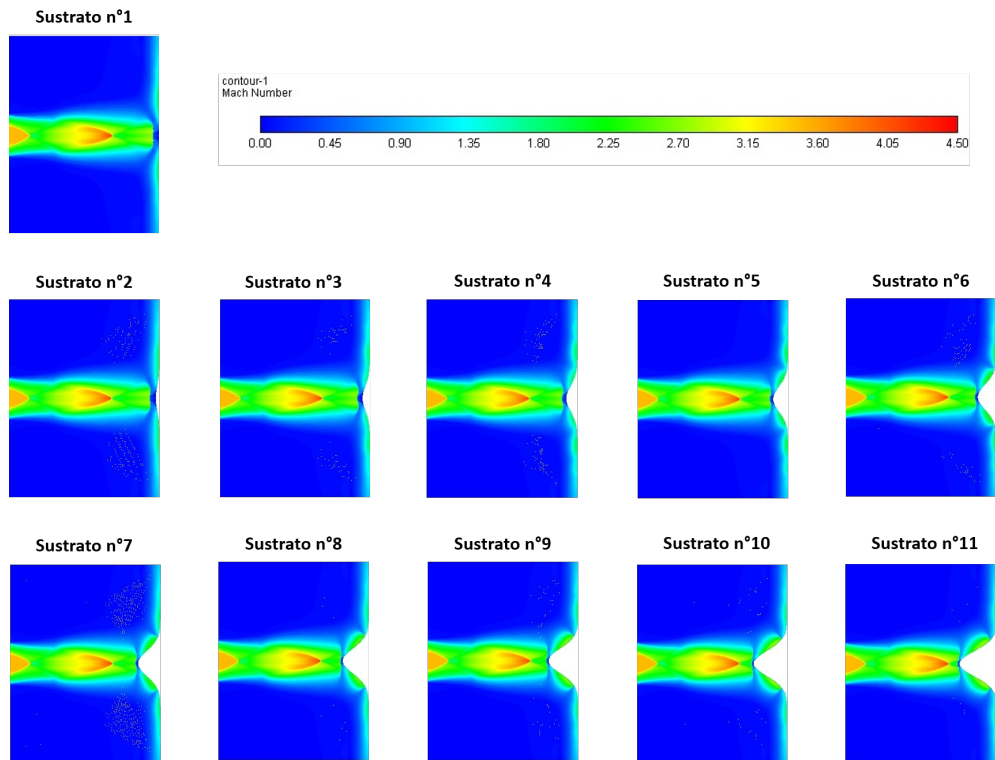 Sustrato n°1
contour-1
Mach Number
0.00 0.45 0.90 1.35 1.80 2.25 2.70 3.15 3.60 4.05 4.50
Sustrato n°2 Sustrato n°3 Sustrato n°4 Sustrato n°5 Sustrato n°6
Sustrato n°7 Sustrato n°8 Sustrato n°9 Sustrato n°10 Sustrato n°11